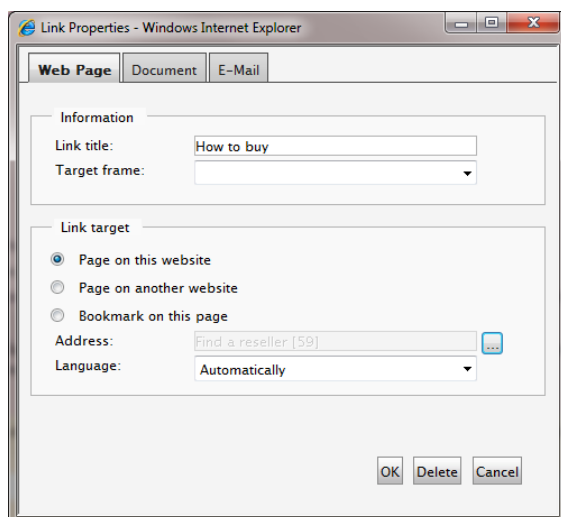 Link Properties - Windows Internet Explorer
Web Page Document E-Mail
Information
Link title: How to buy
Target frame:
Link target
Page on this website
Page on another website
Bookmark on this page
Address: Find a reseller [59] ...
Language: Automatically
OK Delete Cancel